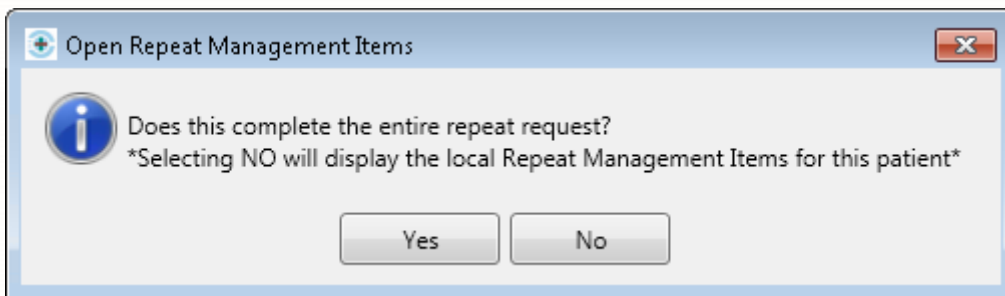 Open Repeat Management Items
Does this complete the entire repeat request?
*Selecting NO will display the local Repeat Management Items for this patient*
Yes
No